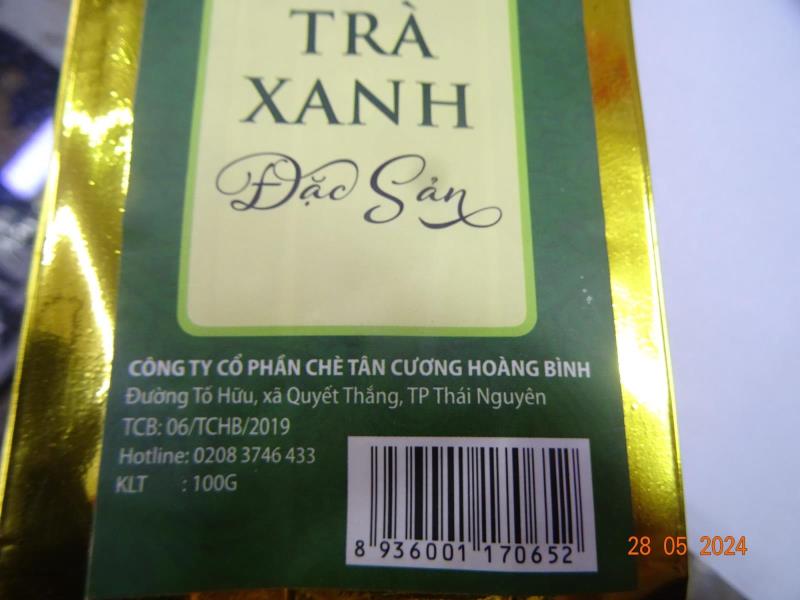 TRÀ
XANH
Đặc Sản
CÔNG TY CỔ PHẦN CHÈ TÂN CƯƠNG HOÀNG BÌNH
Đường Tố Hữu, xã Quyết Thắng, TP Thái Nguyên
TCB: 06/TCHB/2019
Hotline: 0208 3746 433
KLT : 100G
8 936001 170652
28 05 2024